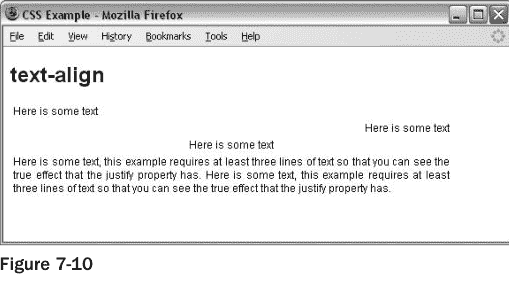 CSS Example - Mozilla Firefox
File Edit View History Bookmarks Tools Help
text-align
Here is some text
Here is some text
Here is some text
Here is some text, this example requires at least three lines of text so that you can see the
true effect that the justify property has. Here is some text, this example requires at least
three lines of text so that you can see the true effect that the justify property has.
Figure 7-10